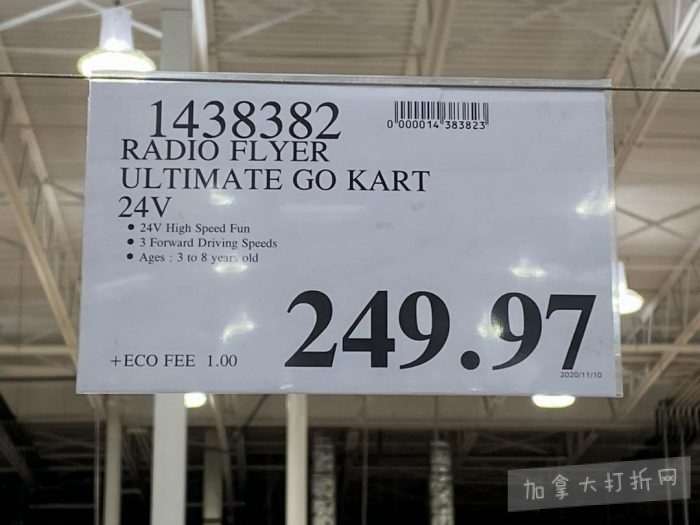 1438382
0 000014 383823
RADIO FLYER
ULTIMATE GO KART
24V
• 24V High Speed Fun
• 3 Forward Driving Speeds
• Ages : 3 to 8 years old
249.97
+ECO FEE 1.00
2020/11/10
加拿大打折网